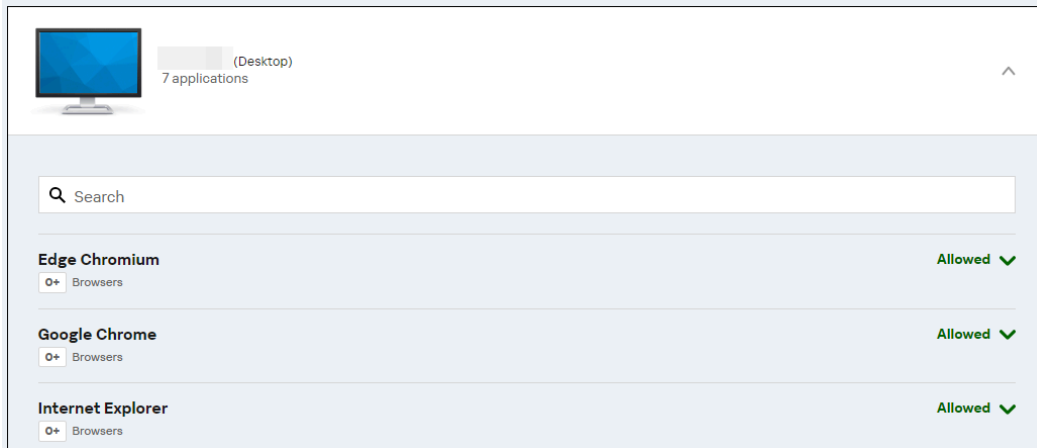 (Desktop)
7 applications
Search
Edge Chromium
Allowed
0+ Browsers
Google Chrome
Allowed
0+ Browsers
Internet Explorer
Allowed
0+ Browsers